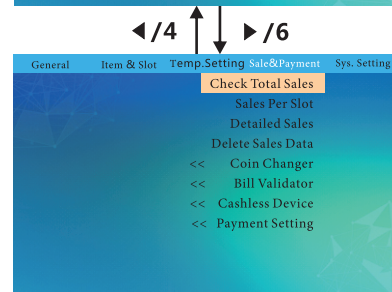 ◀/4 ▶/6
General Item & Slot Temp.Setting Sale&Payment Sys. Setting
Check Total Sales
Sales Per Slot
Detailed Sales
Delete Sales Data
<< Coin Changer
<< Bill Validator
<< Cashless Device
<< Payment Setting